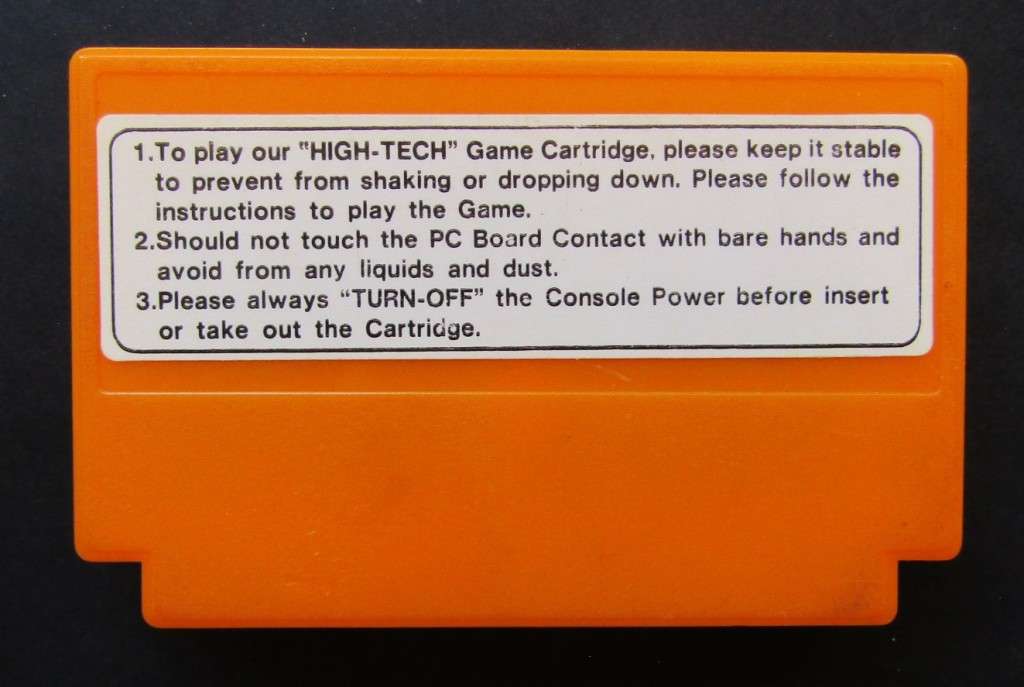 1.To play our "HIGH-TECH" Game Cartridge, please keep it stable
to prevent from shaking or dropping down. Please follow the
instructions to play the Game.
2.Should not touch the PC Board Contact with bare hands and
avoid from any liquids and dust.
3.Please always "TURN-OFF" the Console Power before insert
or take out the Cartridge.